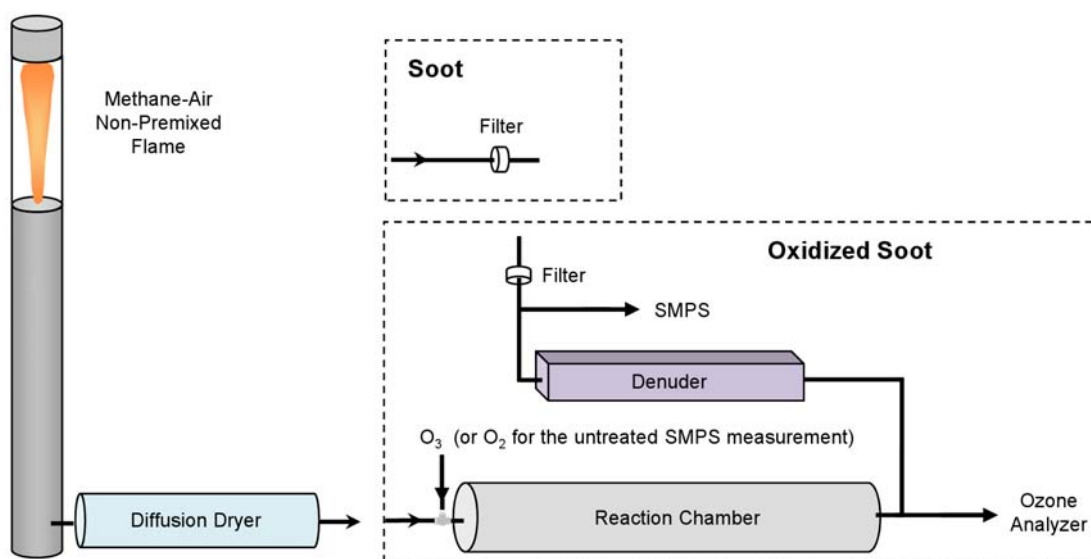 Methane-Air
Non-Premixed
Flame
Soot
Filter
Oxidized Soot
Filter
SMPS
Denuder
O₃ (or O₂ for the untreated SMPS measurement)
Diffusion Dryer
Reaction Chamber
Ozone
Analyzer